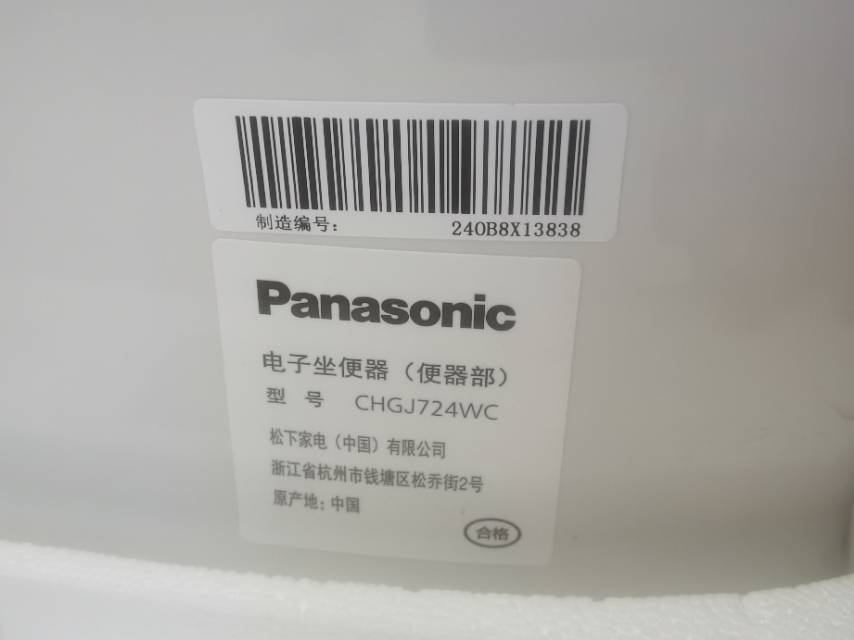 制造编号: 240B8X13838
Panasonic
电子坐便器（便器部）
型 号 CHGJ724WC
松下家电（中国）有限公司
浙江省杭州市钱塘区松乔街2号
原产地: 中国
合格